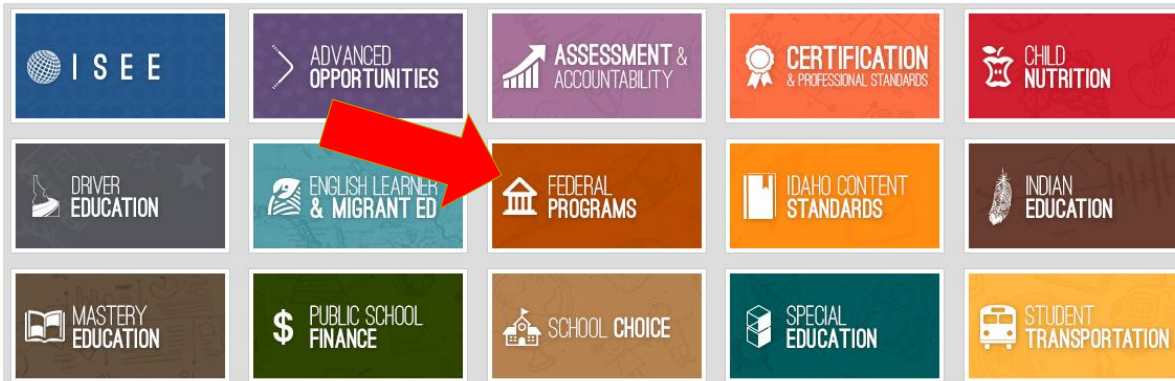 ISEE
ADVANCED
OPPORTUNITIES
ASSESSMENT &
ACCOUNTABILITY
CERTIFICATION
& PROFESSIONAL STANDARDS
CHILD
NUTRITION
DRIVER
EDUCATION
ENGLISH LEARNER
& MIGRANT ED
FEDERAL
PROGRAMS
IDAHO CONTENT
STANDARDS
INDIAN
EDUCATION
MASTERY
EDUCATION
$ PUBLIC SCHOOL
FINANCE
SCHOOL CHOICE
SPECIAL
EDUCATION
STUDENT
TRANSPORTATION